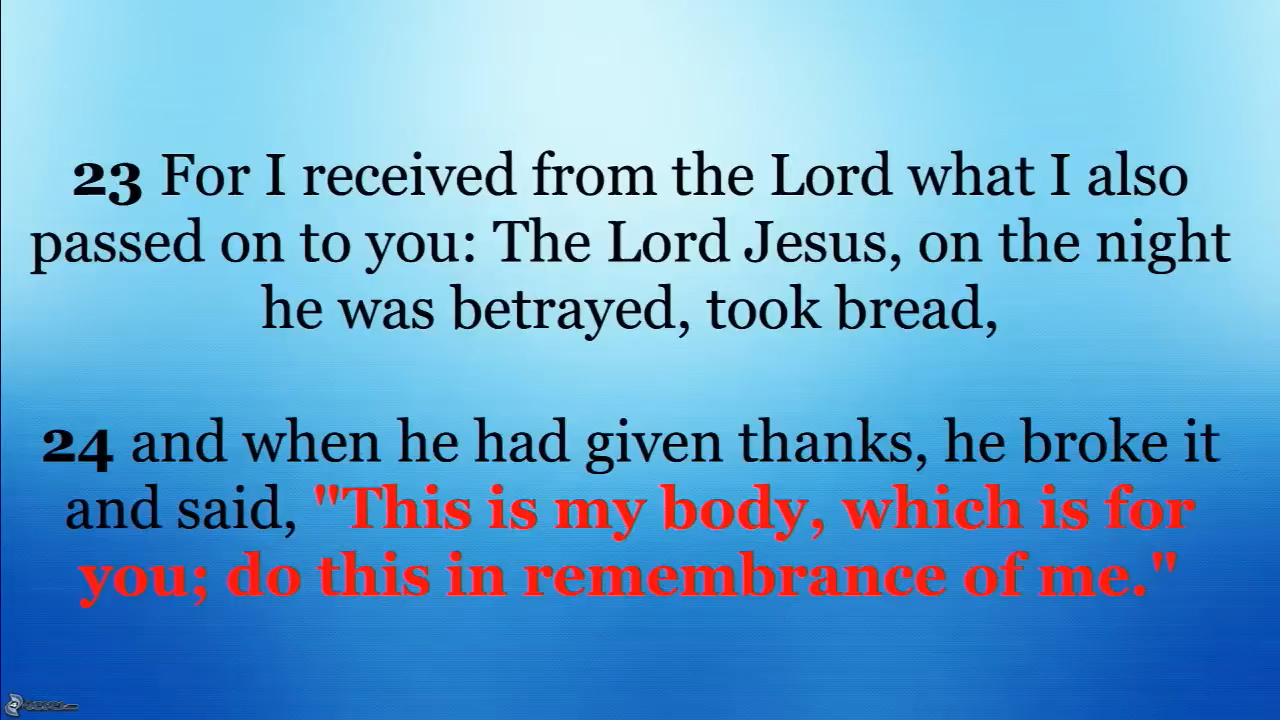 23 For I received from the Lord what I also
passed on to you: The Lord Jesus, on the night
he was betrayed, took bread,
24 and when he had given thanks, he broke it
and said, "This is my body, which is for
you; do this in remembrance of me."